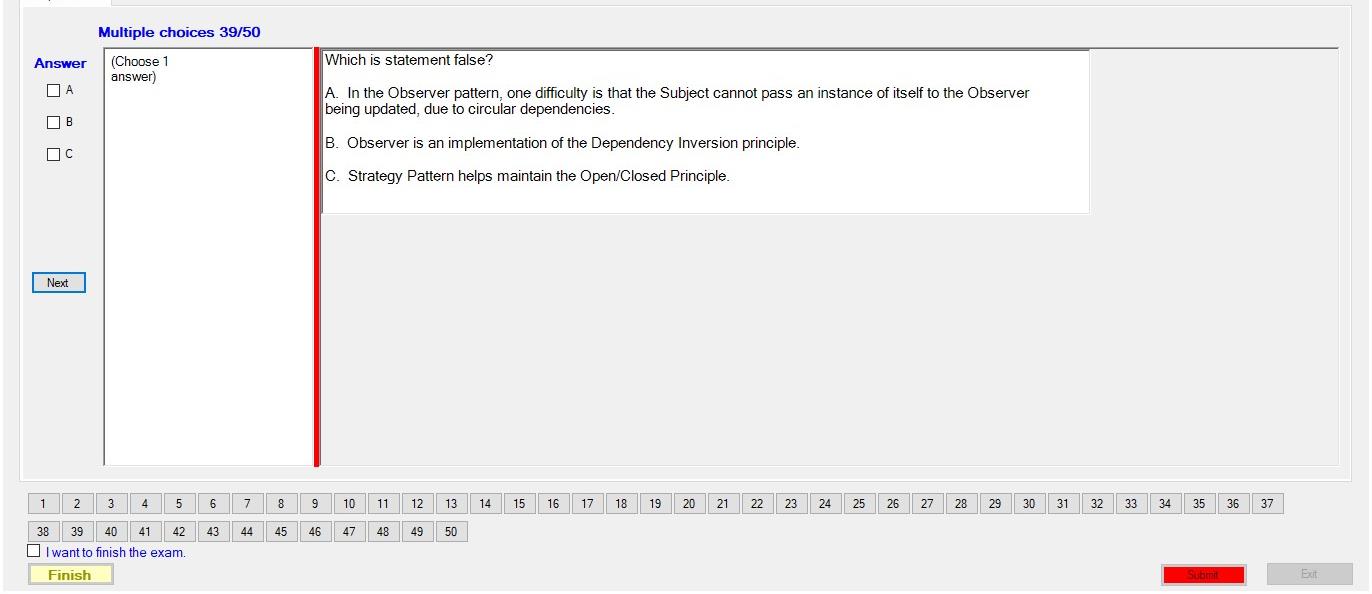 Multiple choices 39/50
Answer
(Choose 1
answer)
A
B
C
Next
Which is statement false?
A. In the Observer pattern, one difficulty is that the Subject cannot pass an instance of itself to the Observer
being updated, due to circular dependencies.
B. Observer is an implementation of the Dependency Inversion principle.
C. Strategy Pattern helps maintain the Open/Closed Principle.
1 2 3 4 5 6 7 8 9 10 11 12 13 14 15 16 17 18 19 20 21 22 23 24 25 26 27 28 29 30 31 32 33 34 35 36 37
38 39 40 41 42 43 44 45 46 47 48 49 50
I want to finish the exam.
Finish
Submit
Exit